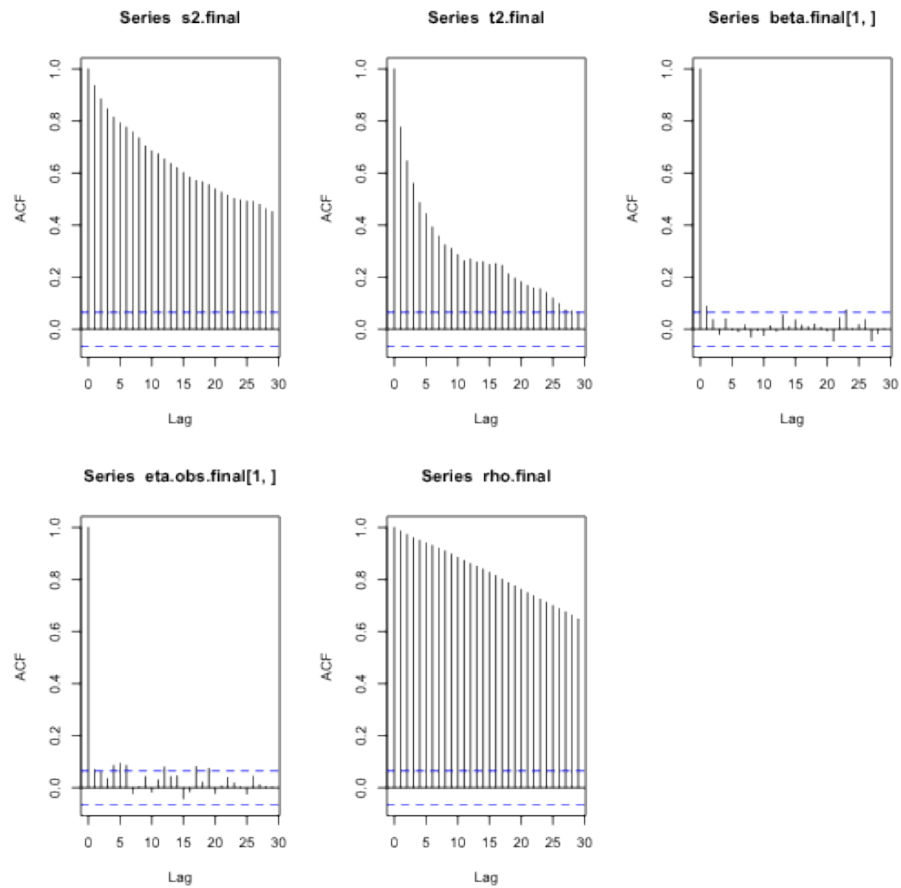 Series s2.final
Series t2.final
Series beta.final[1, ]
ACF
0.0 0.2 0.4 0.6 0.8 1.0
0 5 10 15 20 25 30
Lag
ACF
0.0 0.2 0.4 0.6 0.8 1.0
0 5 10 15 20 25 30
Lag
ACF
0.0 0.2 0.4 0.6 0.8 1.0
0 5 10 15 20 25 30
Lag
Series eta.obs.final[1, ]
Series rho.final
ACF
0.0 0.2 0.4 0.6 0.8 1.0
0 5 10 15 20 25 30
Lag
ACF
0.0 0.2 0.4 0.6 0.8 1.0
0 5 10 15 20 25 30
Lag